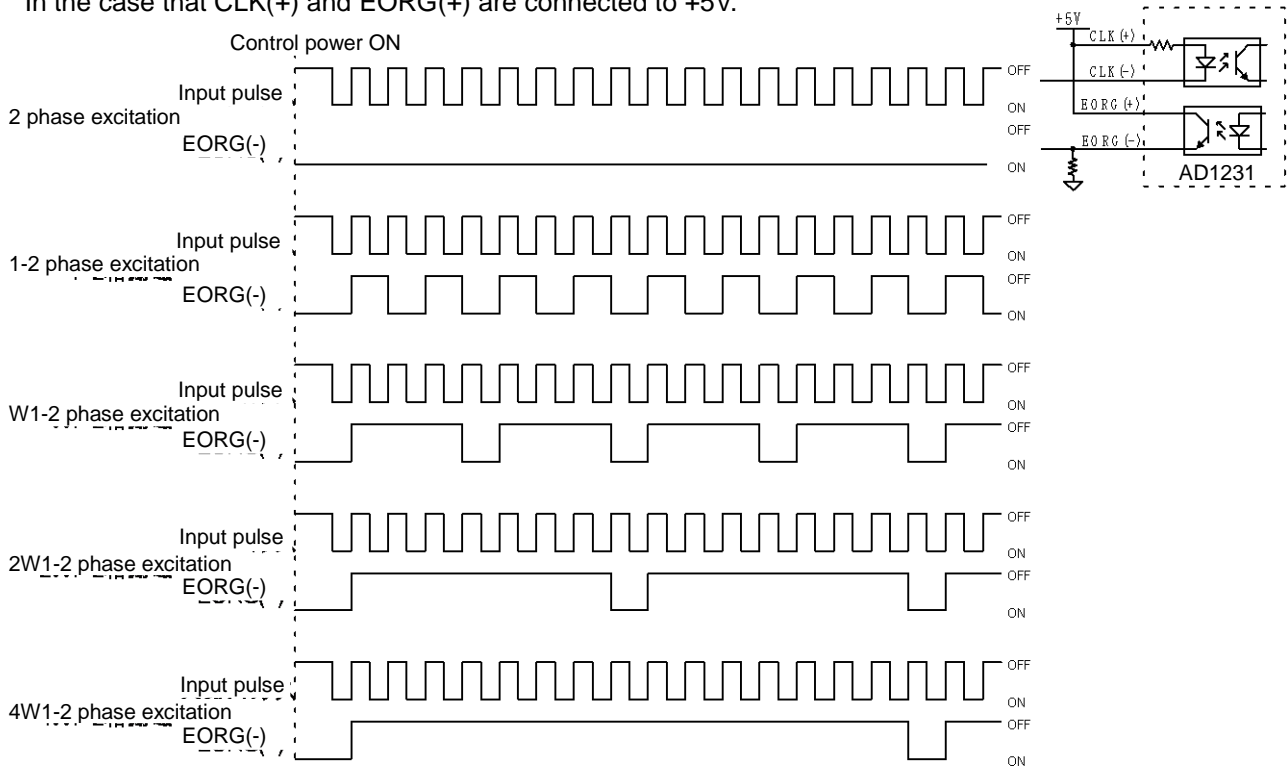 In the case that CLK(+) and EORG(+) are connected to +5V.
Control power ON
2 phase excitation
Input pulse
OFF
ON
EORG(-)
OFF
ON
1-2 phase excitation
Input pulse
OFF
ON
EORG(-)
OFF
ON
W1-2 phase excitation
Input pulse
OFF
ON
EORG(-)
OFF
ON
2W1-2 phase excitation
Input pulse
OFF
ON
EORG(-)
OFF
ON
4W1-2 phase excitation
Input pulse
OFF
ON
EORG(-)
OFF
ON
+5V
CLK(+)
CLK(-)
EORG(+)
EORG(-)
AD1231